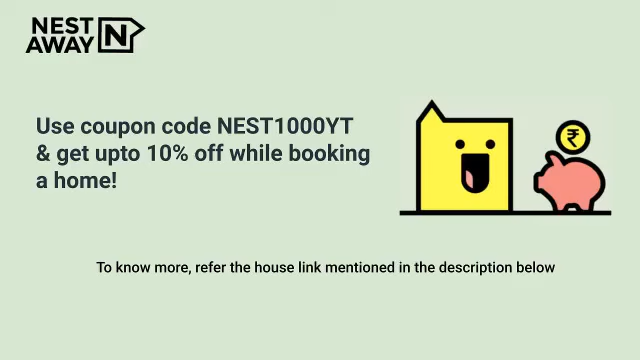 NEST
AWAY N
Use coupon code NEST1000YT
& get upto 10% off while booking
a home!
₹
To know more, refer the house link mentioned in the description below